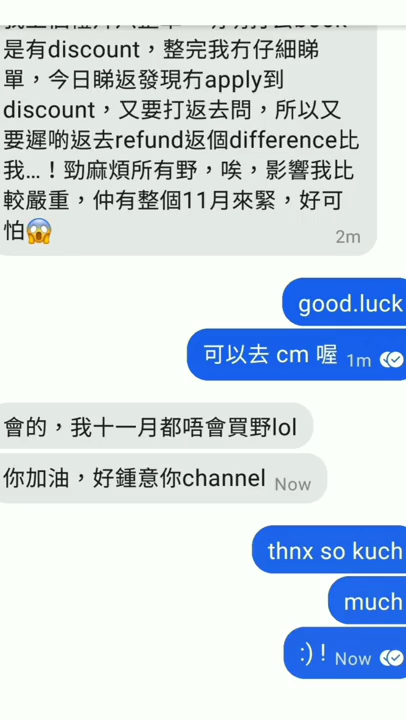 是有discount，整完我冇仔細睇
單，今日睇返發現冇apply到
discount，又要打返去問，所以又
要遲啲返去refund返個difference比
我…！勁麻煩所有野，唉，影響我比
較嚴重，仲有整個11月來緊，好可
怕😱
2m
good.luck
可以去 cm 喔 1m
會的，我十一月都唔會買野lol
你加油，好鍾意你channel Now
thnx so kuch
much
:) ! Now